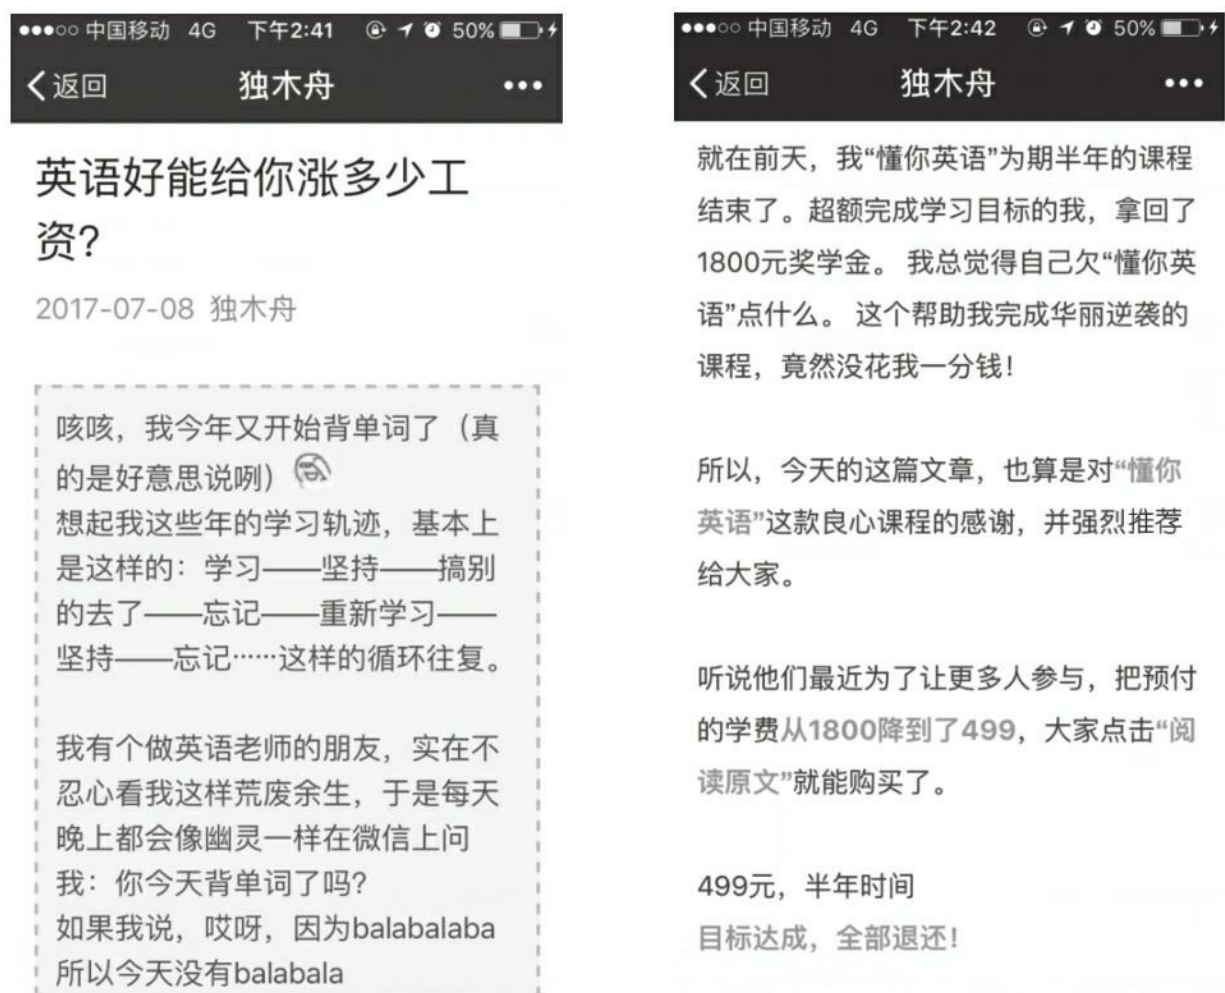 中国移动 4G 下午2:41 50%
返回 独木舟
英语好能给你涨多少工
资?
2017-07-08 独木舟
咳咳，我今年又开始背单词了（真
的是好意思说咧）
想起我这些年的学习轨迹，基本上
是这样的：学习——坚持——搞别
的去了——忘记——重新学习——
坚持——忘记……这样的循环往复。
我有个做英语老师的朋友，实在不
忍心看我这样荒废余生，于是每天
晚上都会像幽灵一样在微信上问
我：你今天背单词了吗？
如果我说，哎呀，因为balabalaba
所以今天没有balabala
中国移动 4G 下午2:42 50%
返回 独木舟
就在前天，我“懂你英语”为期半年的课程
结束了。超额完成学习目标的我，拿回了
1800元奖学金。 我总觉得自己欠“懂你英
语”点什么。 这个帮助我完成华丽逆袭的
课程，竟然没花我一分钱！
所以，今天的这篇文章，也算是对“懂你
英语”这款良心课程的感谢，并强烈推荐
给大家。
听说他们最近为了让更多人参与，把预付
的学费从1800降到了499，大家点击“阅
读原文”就能购买了。
499元，半年时间
目标达成，全部退还！